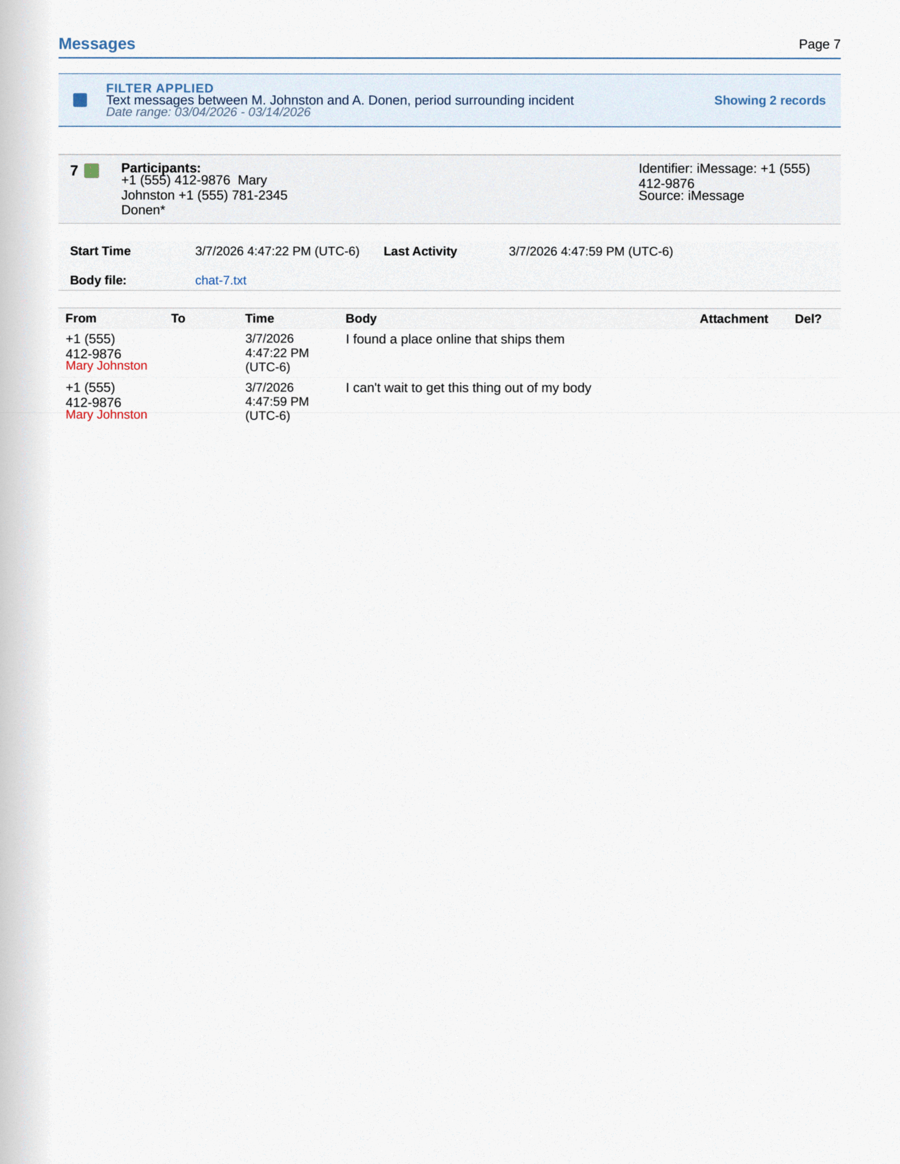 Messages
Page 7
FILTER APPLIED
Text messages between M. Johnston and A. Donen, period surrounding incident
Date range: 03/04/2026 - 03/14/2026
Showing 2 records
7
Participants:
+1 (555) 412-9876 Mary
Johnston +1 (555) 781-2345
Donen*
Identifier: iMessage: +1 (555)
412-9876
Source: iMessage
Start Time 3/7/2026 4:47:22 PM (UTC-6) Last Activity 3/7/2026 4:47:59 PM (UTC-6)
Body file: chat-7.txt
From To Time Body Attachment Del?
+1 (555)
412-9876
Mary Johnston
3/7/2026
4:47:22 PM
(UTC-6)
I found a place online that ships them
+1 (555)
412-9876
Mary Johnston
3/7/2026
4:47:59 PM
(UTC-6)
I can't wait to get this thing out of my body